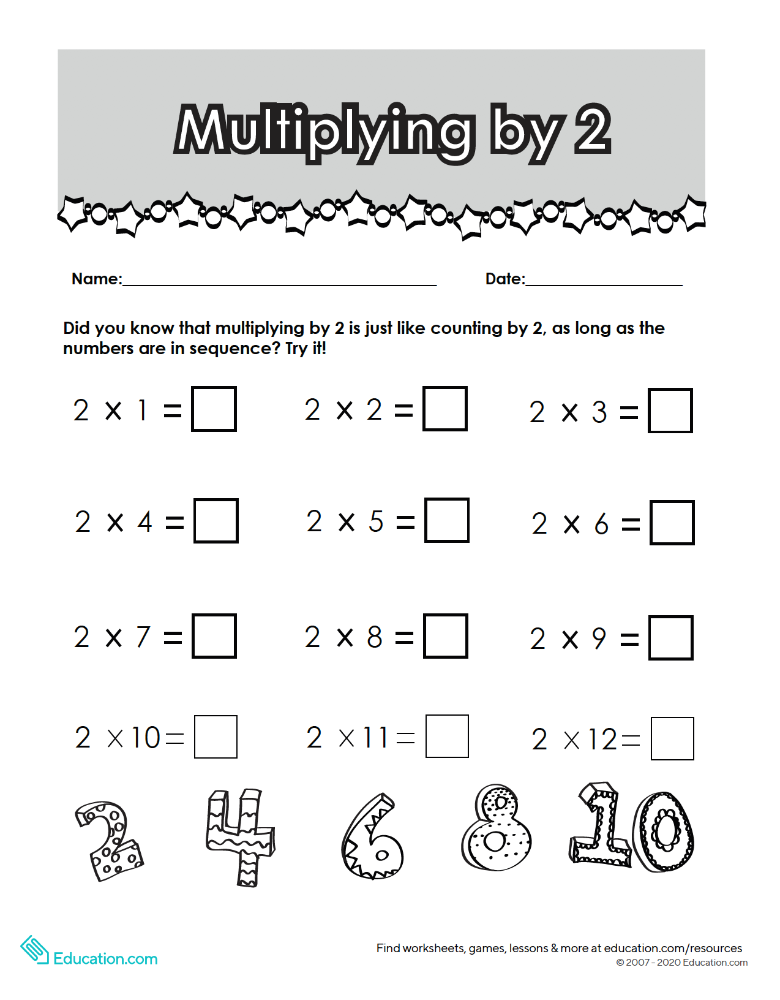 Multiplying by 2
Name:____________________ Date:__________
Did you know that multiplying by 2 is just like counting by 2, as long as the
numbers are in sequence? Try it!
2 × 1 = 2 × 2 = 2 × 3 =
2 × 4 = 2 × 5 = 2 × 6 =
2 × 7 = 2 × 8 = 2 × 9 =
2 × 10 = 2 × 11 = 2 × 12 =
2 4 6 8 10
Education.com
Find worksheets, games, lessons & more at education.com/resources
© 2007 - 2020 Education.com